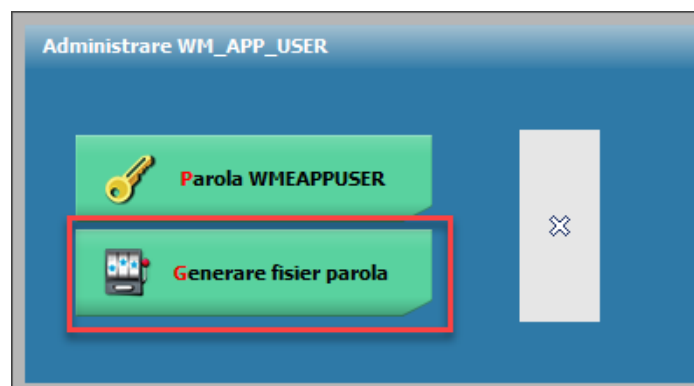 Administrare WM_APP_USER
Parola WMEAPPUSER
Generare fisier parola